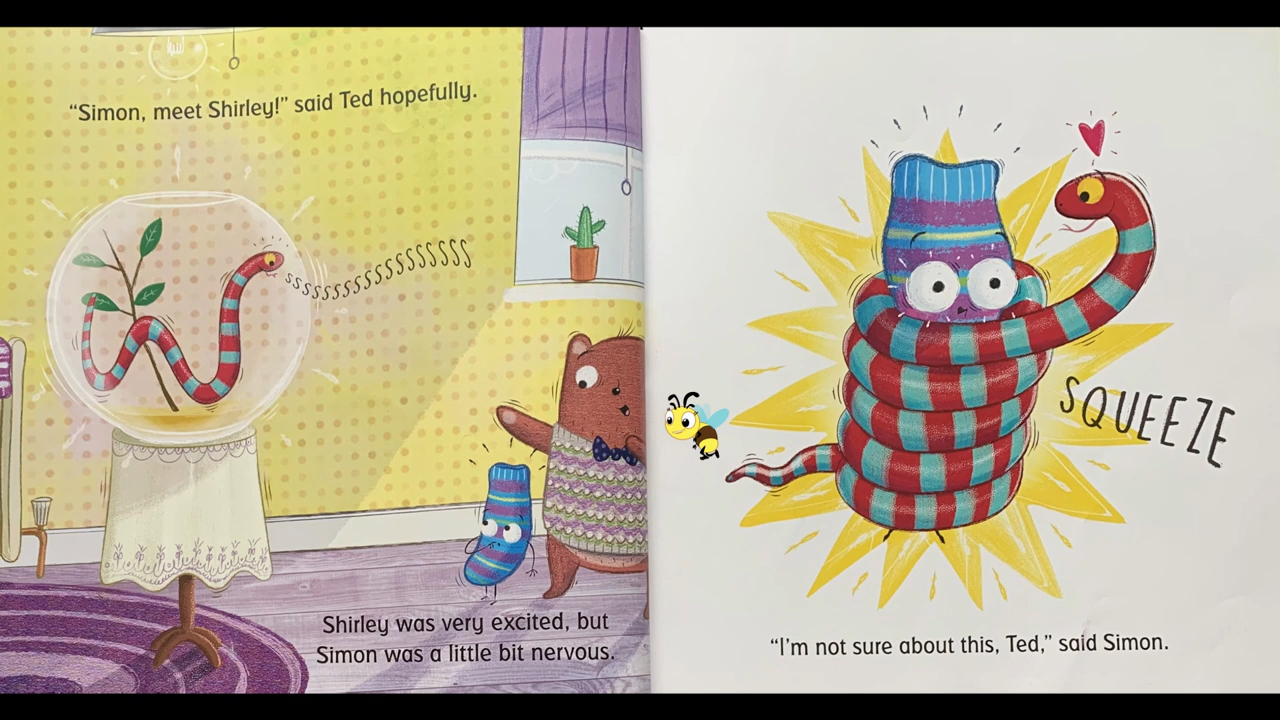 “Simon, meet Shirley!” said Ted hopefully.
sssssssssssssssssss
Shirley was very excited, but
Simon was a little bit nervous.
SQUEEZE
“I’m not sure about this, Ted,” said Simon.